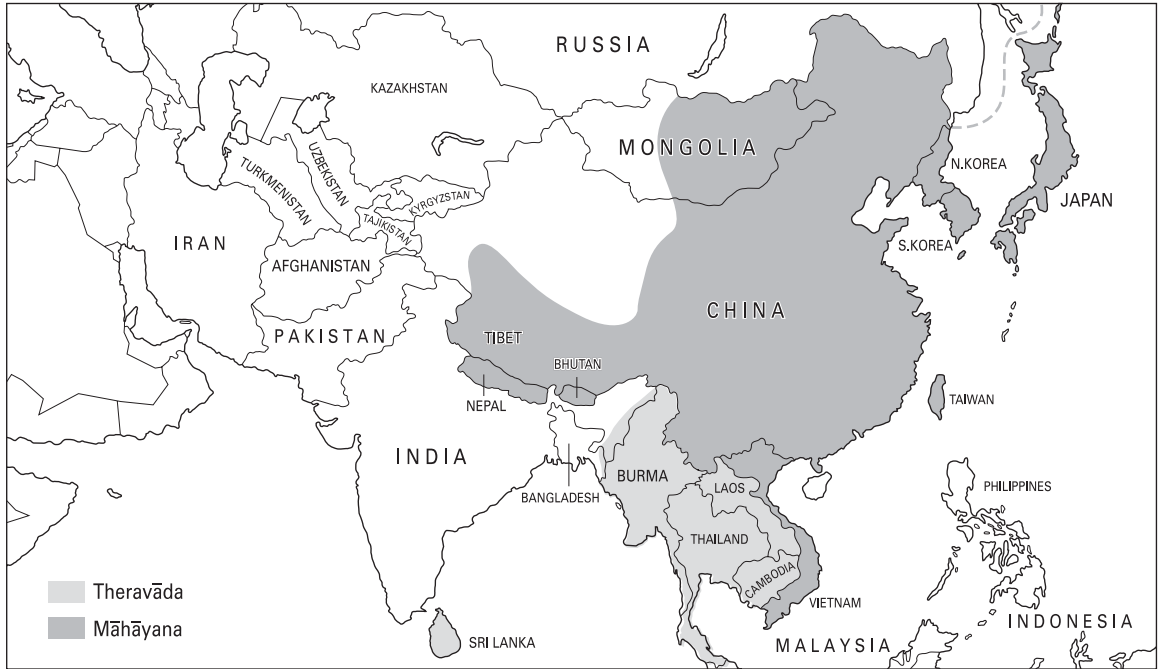 RUSSIA
KAZAKHSTAN
MONGOLIA
UZBEKISTAN
TURKMENISTAN
KYRGYZSTAN
TAJIKISTAN
N.KOREA
JAPAN
IRAN
AFGHANISTAN
S.KOREA
PAKISTAN
CHINA
TIBET
BHUTAN
NEPAL
TAIWAN
INDIA
BURMA
LAOS
BANGLADESH
PHILIPPINES
THAILAND
CAMBODIA
VIETNAM
Theravāda
Māhāyana
SRI LANKA
MALAYSIA
INDONESIA